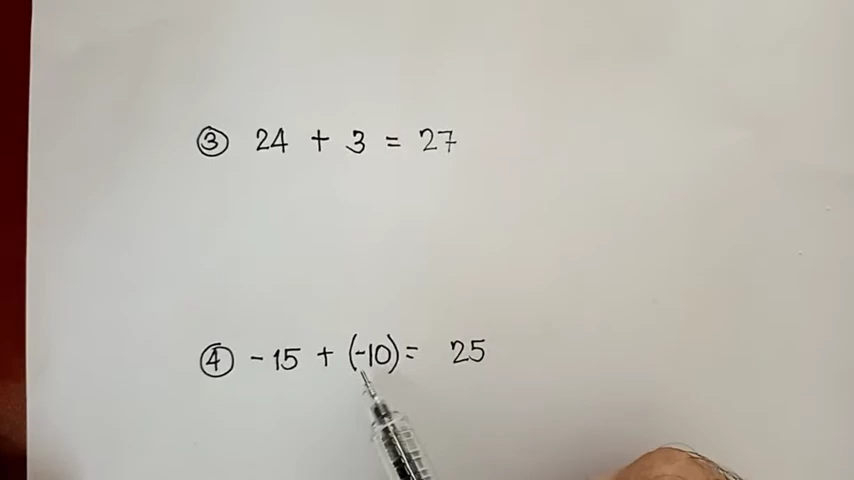 ③ 24 + 3 = 27
④ - 15 + (-10) = 25